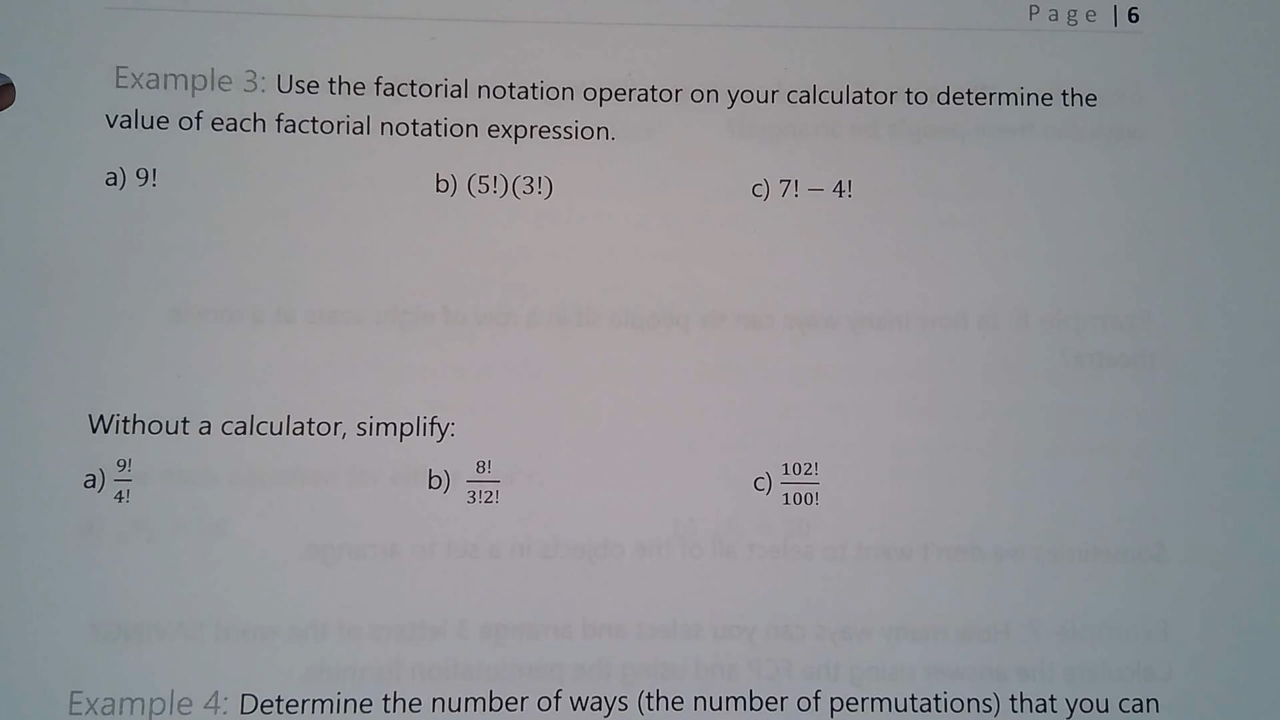 Page | 6
Example 3: Use the factorial notation operator on your calculator to determine the
value of each factorial notation expression.
a) 9! b) (5!)(3!) c) 7! − 4!
Without a calculator, simplify:
a) 9!/4! b) 8!/3!2! c) 102!/100!
Example 4: Determine the number of ways (the number of permutations) that you can